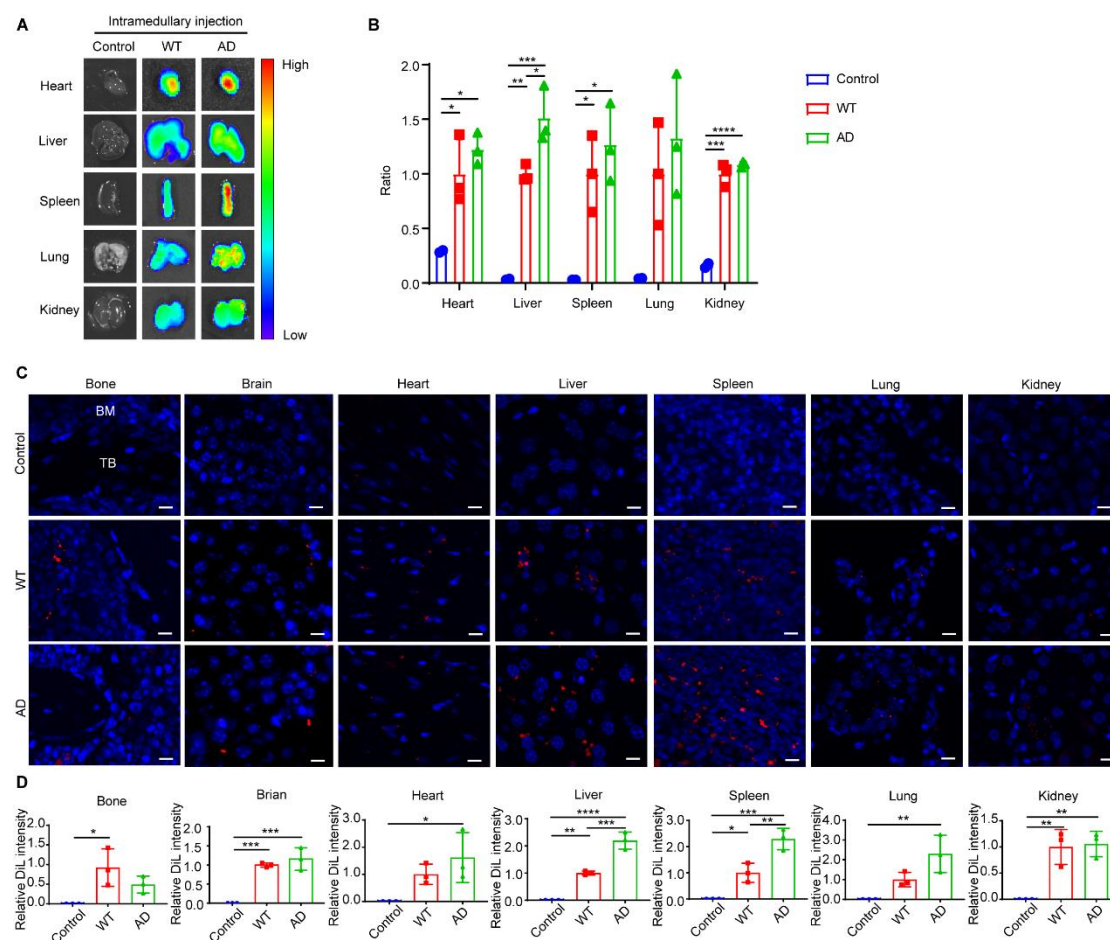 A
Intramedullary injection
Control WT AD
Heart
Liver
Spleen
Lung
Kidney
High
Low
B
Ratio
2.0
1.5
1.0
0.5
0.0
*
*
***
**
*
*
*
****
***
Heart Liver Spleen Lung Kidney
Control
WT
AD
C
Bone Brain Heart Liver Spleen Lung Kidney
Control
BM
TB
WT
AD
D
Bone
Relative DiL intensity
2.0
1.5
1.0
0.5
0.0
*
Control WT AD
Brian
Relative DiL intensity
2.0
1.5
1.0
0.5
0.0
***
***
Control WT AD
Heart
Relative DiL intensity
3.0
2.0
1.0
0.0
*
Control WT AD
Liver
Relative DiL intensity
4.0
3.0
2.0
1.0
0.0
****
**
***
Control WT AD
Spleen
Relative DiL intensity
4.0
3.0
2.0
1.0
0.0
***
*
**
Control WT AD
Lung
Relative DiL intensity
5.0
4.0
3.0
2.0
1.0
0.0
**
Control WT AD
Kidney
Relative DiL intensity
2.0
1.5
1.0
0.5
0.0
**
**
Control WT AD